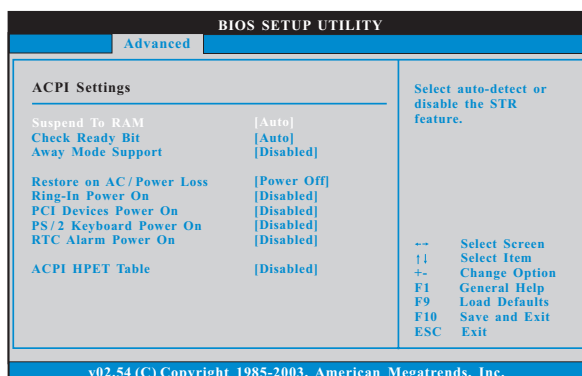 BIOS SETUP UTILITY
Advanced
ACPI Settings
Suspend To RAM [Auto]
Check Ready Bit [Auto]
Away Mode Support [Disabled]
Restore on AC / Power Loss [Power Off]
Ring-In Power On [Disabled]
PCI Devices Power On [Disabled]
PS / 2 Keyboard Power On [Disabled]
RTC Alarm Power On [Disabled]
ACPI HPET Table [Disabled]
Select auto-detect or
disable the STR
feature.
←→ Select Screen
↑↓ Select Item
+- Change Option
F1 General Help
F9 Load Defaults
F10 Save and Exit
ESC Exit
v02.54 (C) Copyright 1985-2003, American Megatrends, Inc.